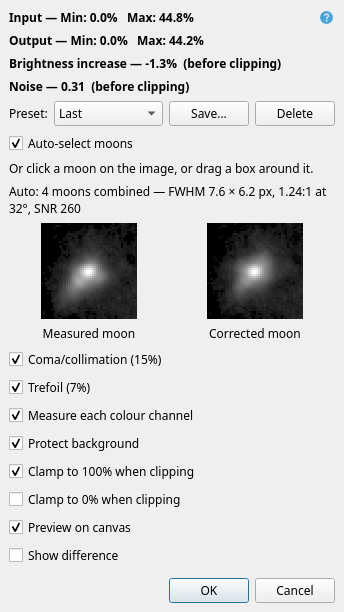 Input — Min: 0.0%   Max: 44.8%
?
Output — Min: 0.0%   Max: 44.2%
Brightness increase — -1.3%  (before clipping)
Noise — 0.31  (before clipping)
Preset: Last Save... Delete
Auto-select moons
Or click a moon on the image, or drag a box around it.
Auto: 4 moons combined — FWHM 7.6 × 6.2 px, 1.24:1 at
32°, SNR 260
Measured moon Corrected moon
Coma/collimation (15%)
Trefoil (7%)
Measure each colour channel
Protect background
Clamp to 100% when clipping
Clamp to 0% when clipping
Preview on canvas
Show difference
OK Cancel